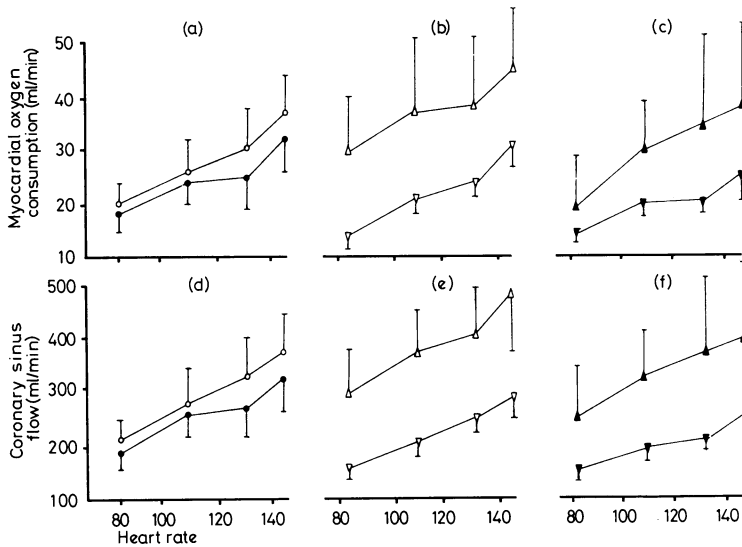 (a)
(b)
(c)
Myocardial oxygen
consumption (ml/min)
50
40
30
20
10
(d)
(e)
(f)
Coronary sinus
flow (ml/min)
500
400
300
200
100
80 100 120 140
80 100 120 140
80 100 120 140
Heart rate